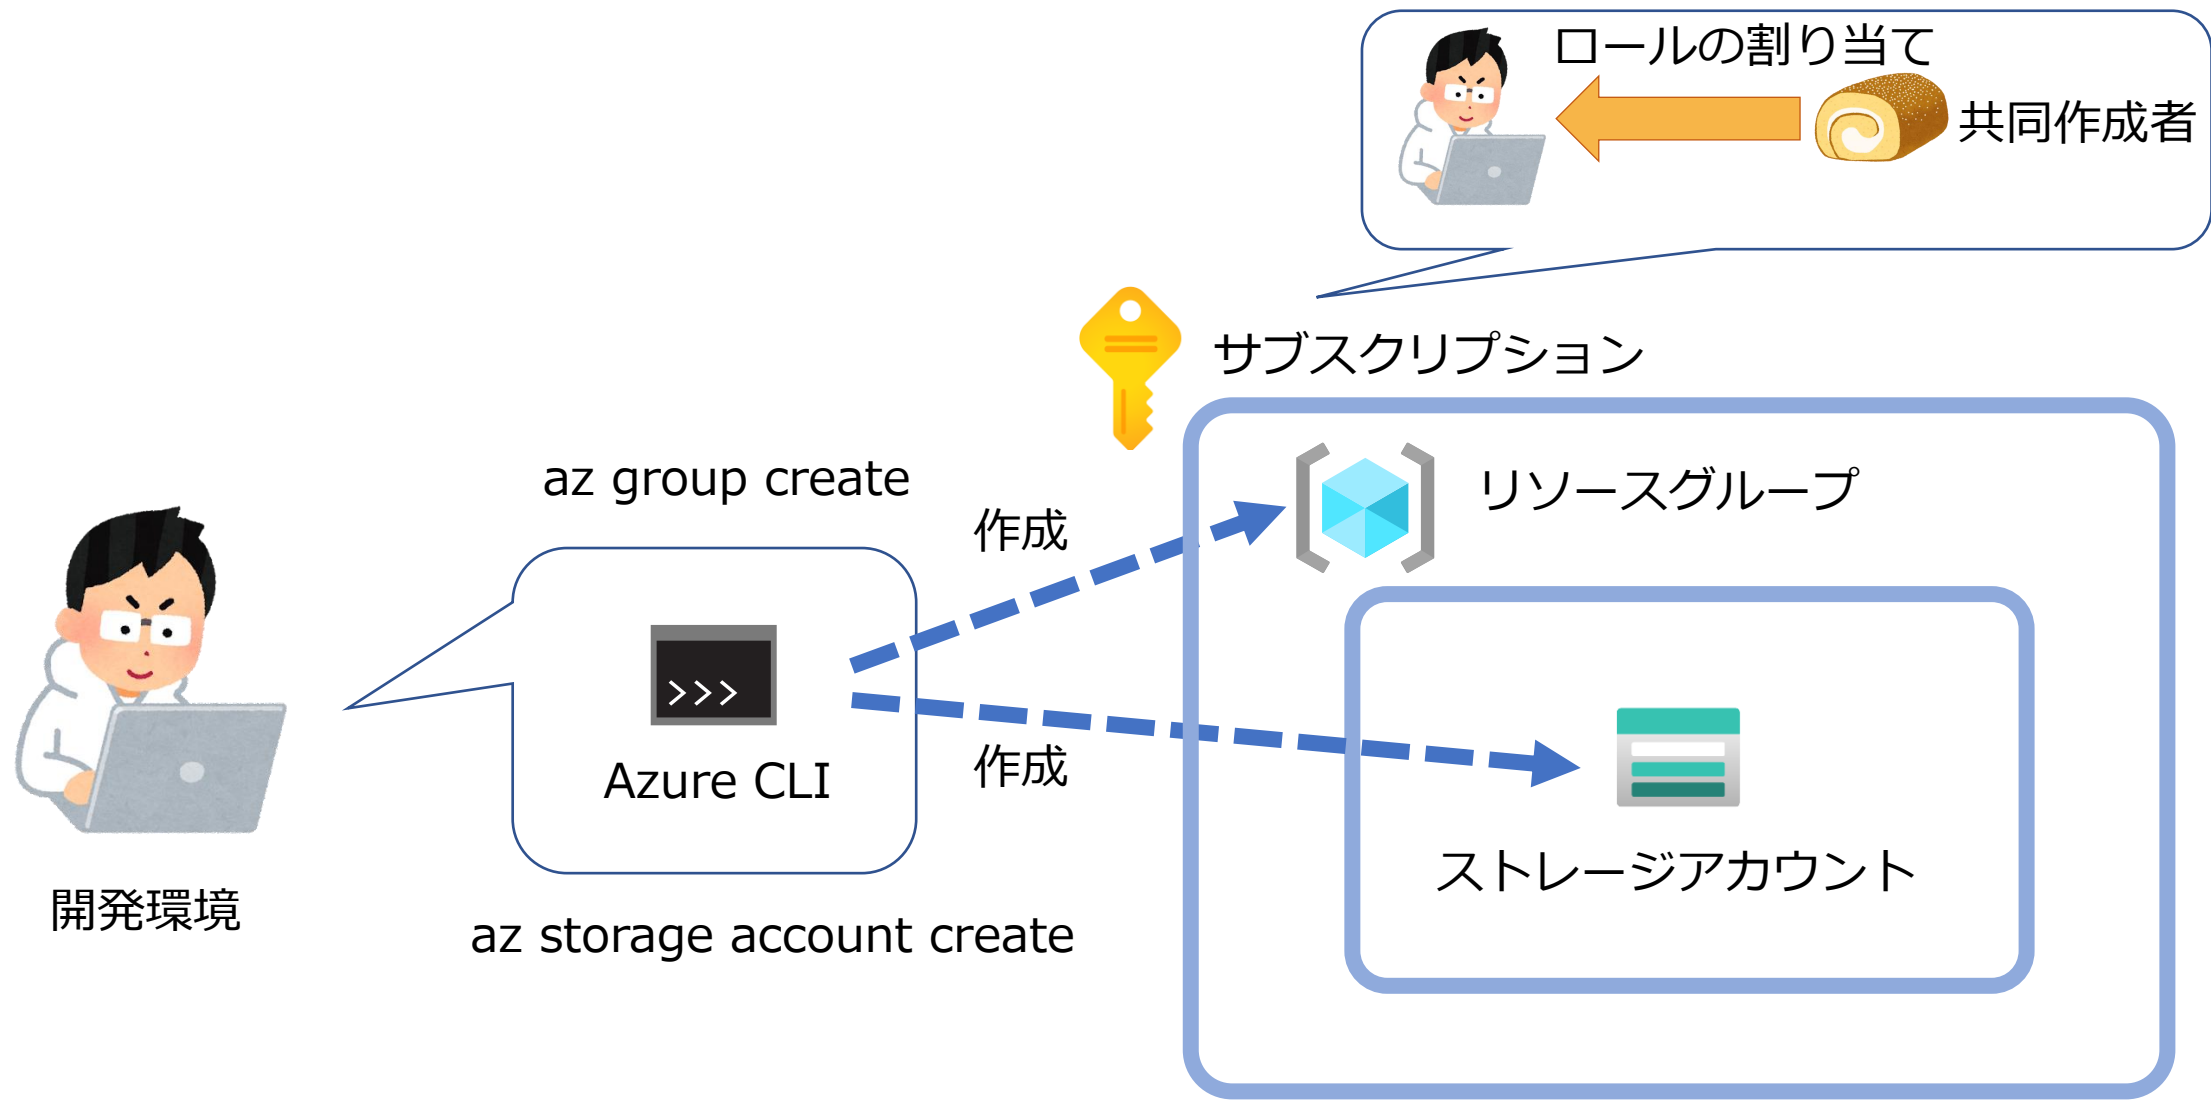 ロールの割り当て
共同作成者
サブスクリプション
az group create
リソースグループ
作成
>>>
Azure CLI
作成
ストレージアカウント
開発環境
az storage account create